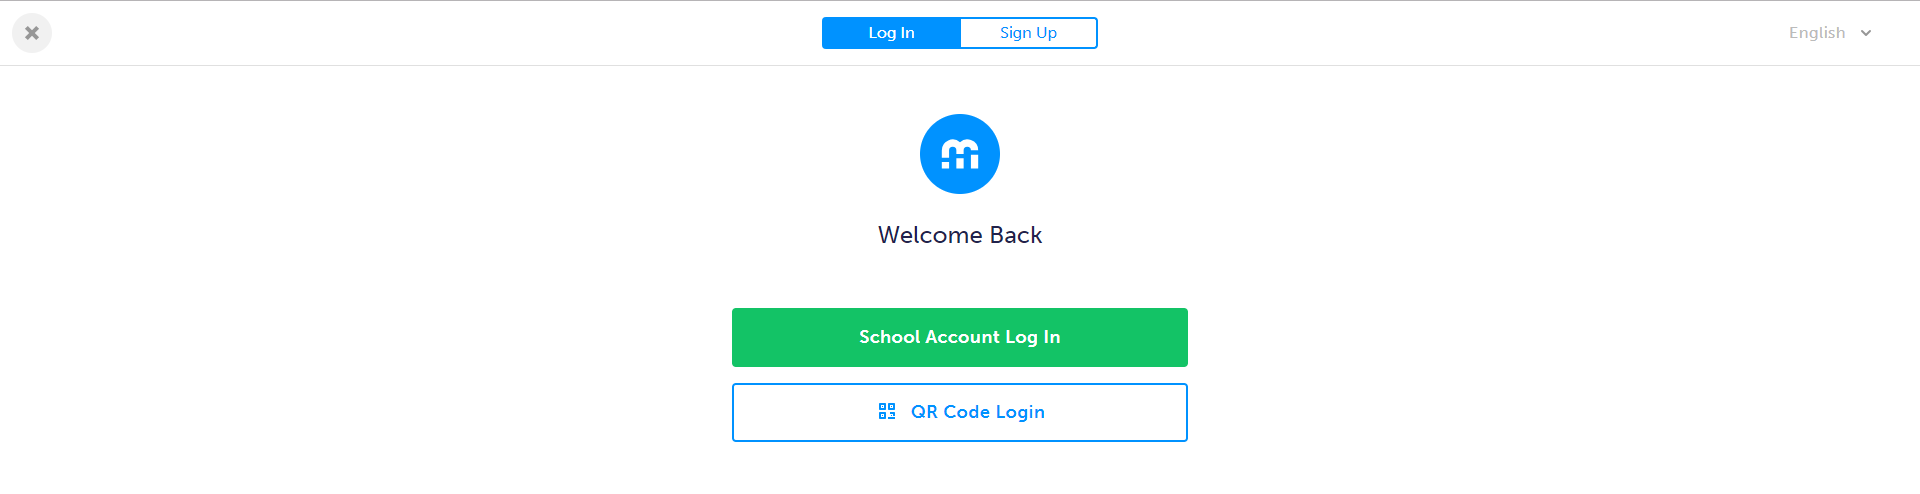 Log In
Sign Up
English
Welcome Back
School Account Log In
QR Code Login